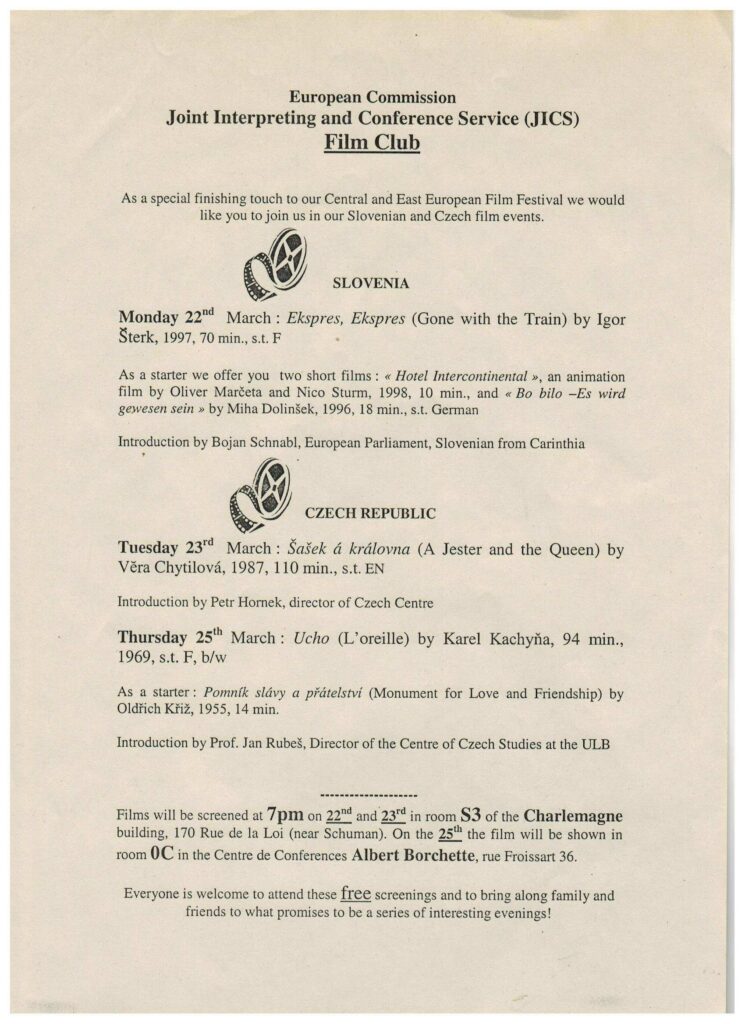 European Commission
Joint Interpreting and Conference Service (JICS)
Film Club
As a special finishing touch to our Central and East European Film Festival we would
like you to join us in our Slovenian and Czech film events.
SLOVENIA
Monday 22nd March : Ekspres, Ekspres (Gone with the Train) by Igor
Šterk, 1997, 70 min., s.t. F
As a starter we offer you two short films : « Hotel Intercontinental », an animation
film by Oliver Marčeta and Nico Sturm, 1998, 10 min., and « Bo bilo –Es wird
gewesen sein » by Miha Dolinšek, 1996, 18 min., s.t. German
Introduction by Bojan Schnabl, European Parliament, Slovenian from Carinthia
CZECH REPUBLIC
Tuesday 23rd March : Šašek á královna (A Jester and the Queen) by
Vĕra Chytilová, 1987, 110 min., s.t. EN
Introduction by Petr Hornek, director of Czech Centre
Thursday 25th March : Ucho (L'oreille) by Karel Kachyňa, 94 min.,
1969, s.t. F, b/w
As a starter : Pomník slávy a přátelství (Monument for Love and Friendship) by
Oldřich Kříž, 1955, 14 min.
Introduction by Prof. Jan Rubeš, Director of the Centre of Czech Studies at the ULB
--------------------
Films will be screened at 7pm on 22nd and 23rd in room S3 of the Charlemagne
building, 170 Rue de la Loi (near Schuman). On the 25th the film will be shown in
room 0C in the Centre de Conferences Albert Borchette, rue Froissart 36.
Everyone is welcome to attend these free screenings and to bring along family and
friends to what promises to be a series of interesting evenings!